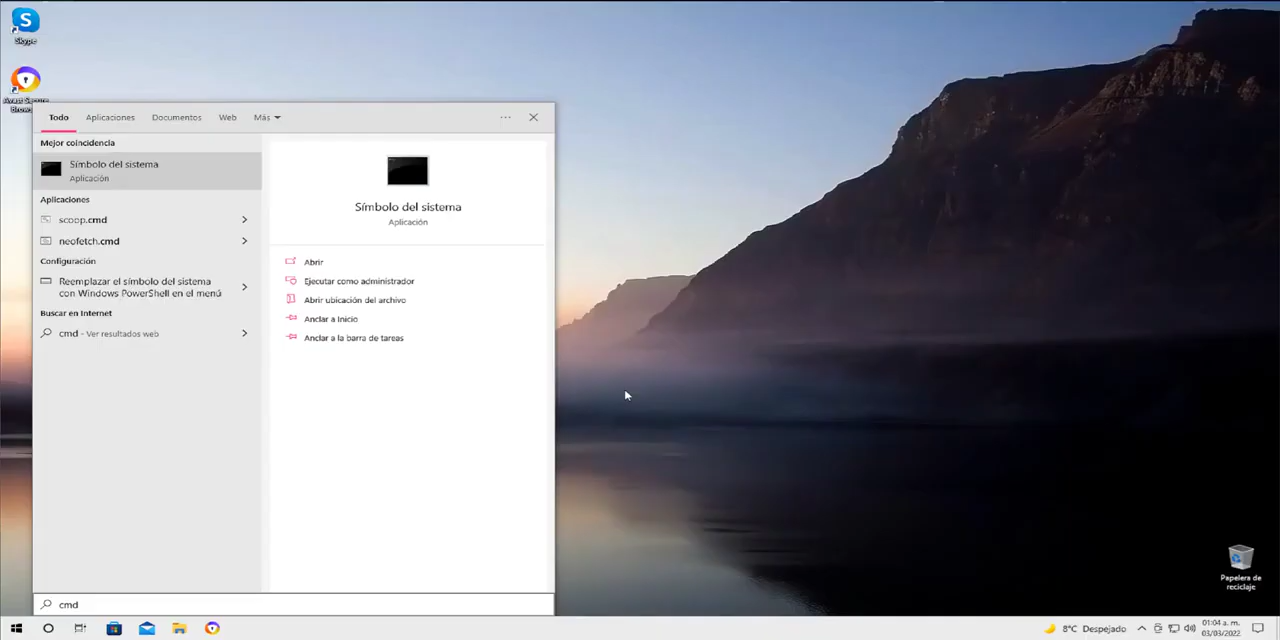 Skype
Avast Secure
Brows...
Todo
Aplicaciones
Documentos
Web
Más
Mejor coincidencia
Símbolo del sistema
Aplicación
Aplicaciones
scoop.cmd
neofetch.cmd
Configuración
Reemplazar el símbolo del sistema
con Windows PowerShell en el menú
Buscar en Internet
cmd - Ver resultados web
Símbolo del sistema
Aplicación
Abrir
Ejecutar como administrador
Abrir ubicación del archivo
Anclar a Inicio
Anclar a la barra de tareas
cmd
Papelera de
reciclaje
8°C Despejado
01:04 a. m.
03/03/2022